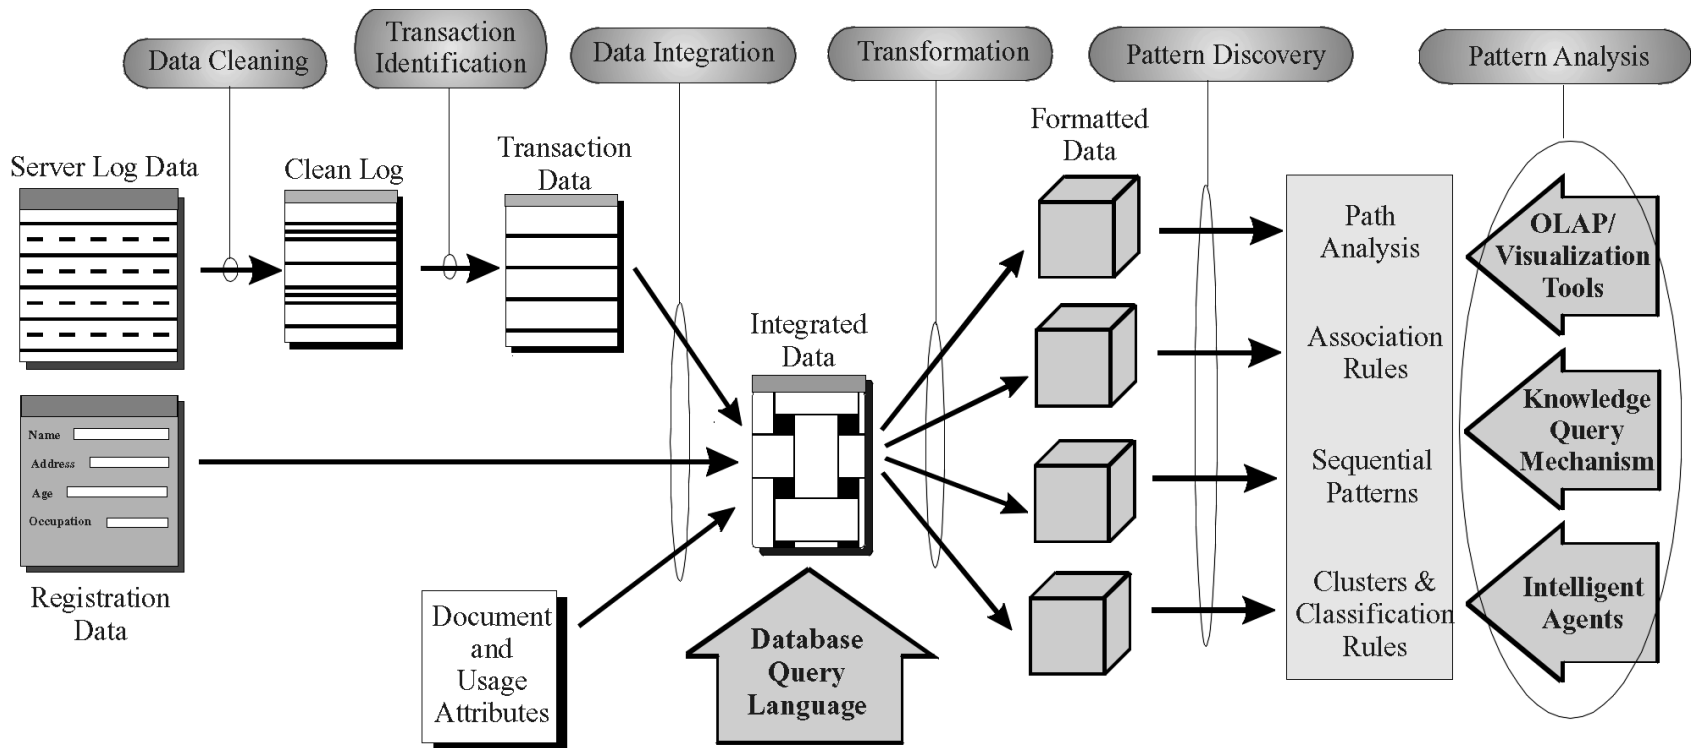 Data Cleaning
Transaction
Identification
Data Integration
Transformation
Pattern Discovery
Pattern Analysis
Server Log Data
Clean Log
Transaction
Data
Formatted
Data
Integrated
Data
Name
Address
Age
Occupation
Registration
Data
Document
and
Usage
Attributes
Database
Query
Language
Path
Analysis
Association
Rules
Sequential
Patterns
Clusters &
Classification
Rules
OLAP/
Visualization
Tools
Knowledge
Query
Mechanism
Intelligent
Agents